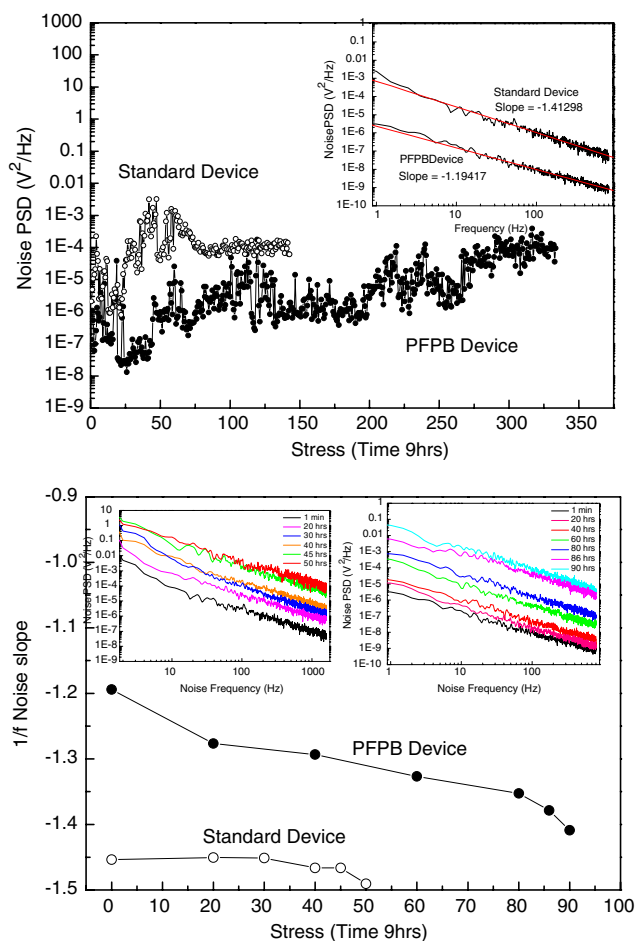 1000
100
10
1
0.1
0.01
1E-3
1E-4
1E-5
1E-6
1E-7
1E-8
1E-9
Noise PSD (V²/Hz)
Standard Device
PFPB Device
0 50 100 150 200 250 300 350
Stress (Time 9hrs)
1
0.1
0.01
1E-3
1E-4
1E-5
1E-6
1E-7
1E-8
1E-9
1E-10
NoisePSD (V²/Hz)
Standard Device
Slope = -1.41298
PFPBDevice
Slope = -1.19417
1 10 100
Frequency (Hz)
-0.9
-1.0
-1.1
-1.2
-1.3
-1.4
-1.5
1/f Noise slope
10
1
0.1
0.01
1E-3
1E-4
1E-5
1E-6
1E-7
1E-8
1E-9
NoisePSD (V²/Hz)
1 min
20 hrs
30 hrs
40 hrs
45 hrs
50 hrs
10 100 1000
Noise Frequency (Hz)
1
0.1
0.01
1E-3
1E-4
1E-5
1E-6
1E-7
1E-8
1E-9
1E-10
Noise PSD (V²/Hz)
1 min
20 hrs
40 hrs
60 hrs
80 hrs
86 hrs
90 hrs
1 10 100
Noise Frequency (Hz)
PFPB Device
Standard Device
0 10 20 30 40 50 60 70 80 90 100
Stress (Time 9hrs)